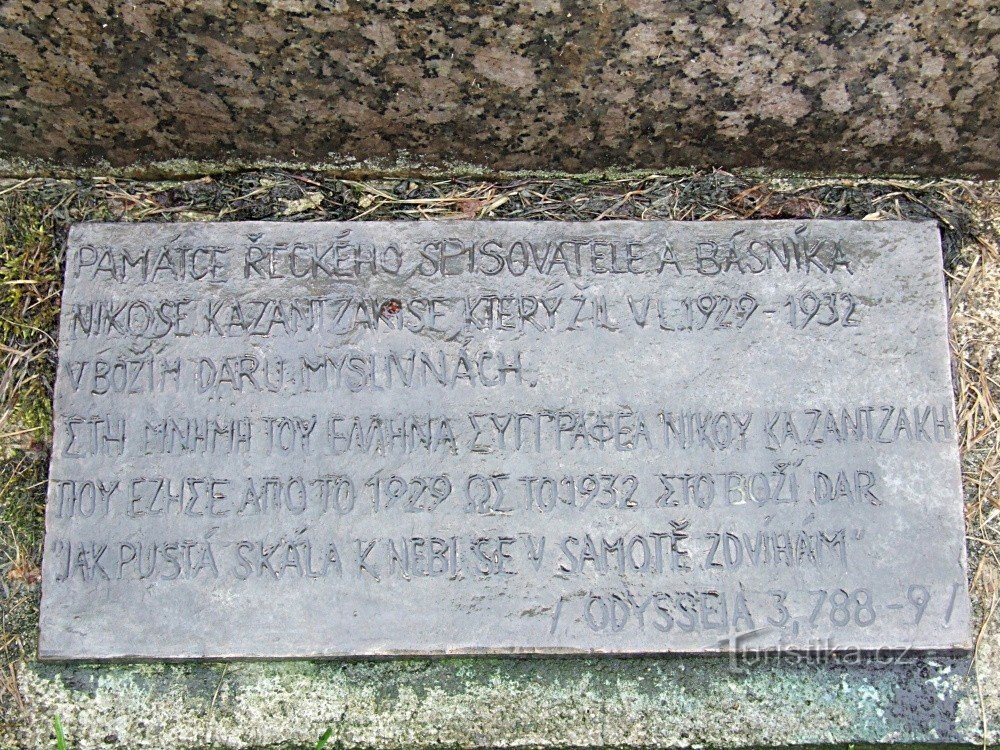 PAMÁTCE ŘECKÉHO SPISOVATELE A BÁSNÍKA
NIKOSE KAZANTZAKISE KTERÝ ŽIL V L 1929-1932
V BOŽÍM DARU. MYSLIVNÁCH.
ΣΤΗ ΜΝΗΜΗ ΤΟΥ ΕΛΛΗΝΑ ΣΥΓΓΡΑΦΕΑ ΝΙΚΟΥ ΚΑΖΑΝΤΖΑΚΗ
ΠΟΥ ΕΖΗΣΕ ΑΠΟ ΤΟ 1929 ΩΣ ΤΟ 1932 ΣΤΟ BOŽÍ DAR
"JAK PUSTÁ SKÁLA K NEBI SE V SAMOTĚ ZDVÍHÁM"
/ ODYSSEIA 3,788-9/
Turistika.cz